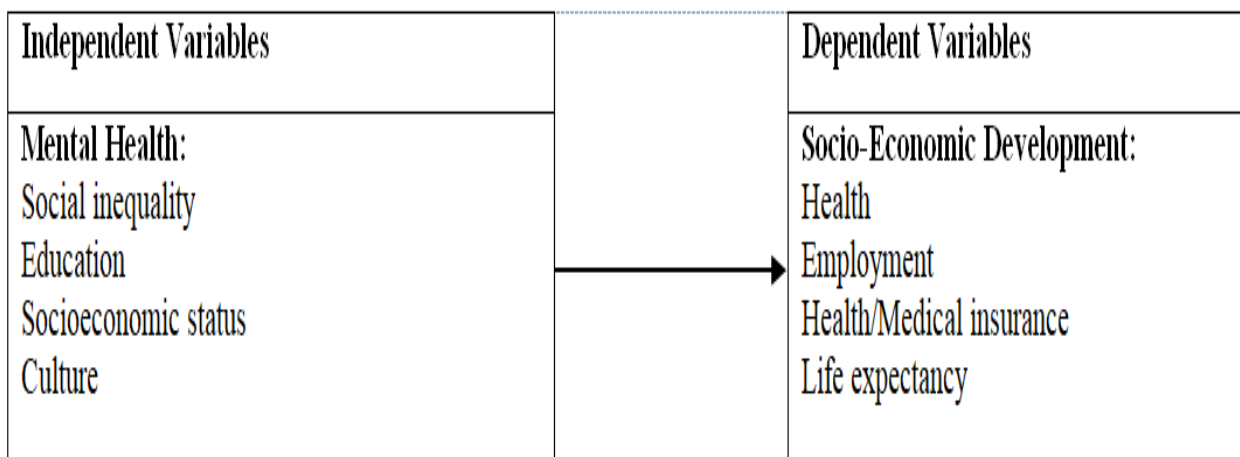 Independent Variables
Mental Health:
Social inequality
Education
Socioeconomic status
Culture
Dependent Variables
Socio-Economic Development:
Health
Employment
Health/Medical insurance
Life expectancy